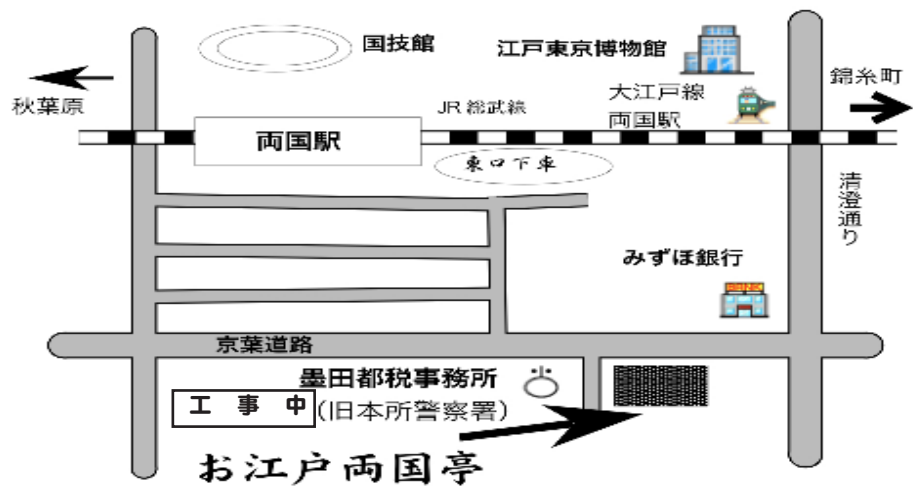 国技館
江戸東京博物館
錦糸町
秋葉原
大江戸線
両国駅
JR 総武線
両国駅
東口下車
清澄通り
みずほ銀行
BANK
京葉道路
墨田都税事務所
工 事 中
(旧本所警察署)
お江戸両国亭